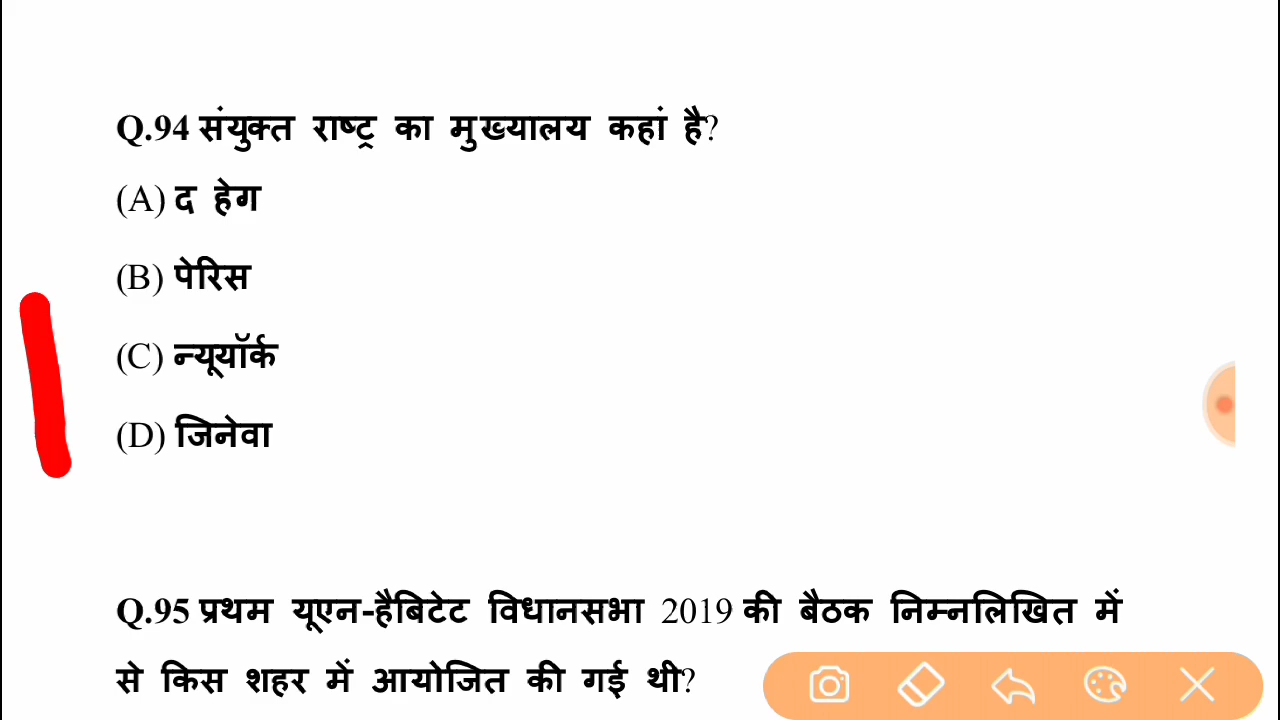 Q.94 संयुक्त राष्ट्र का मुख्यालय कहां है?
(A) द हेग
(B) पेरिस
(C) न्यूयॉर्क
(D) जिनेवा
Q.95 प्रथम यूएन-हैबिटेट विधानसभा 2019 की बैठक निम्नलिखित में
से किस शहर में आयोजित की गई थी?